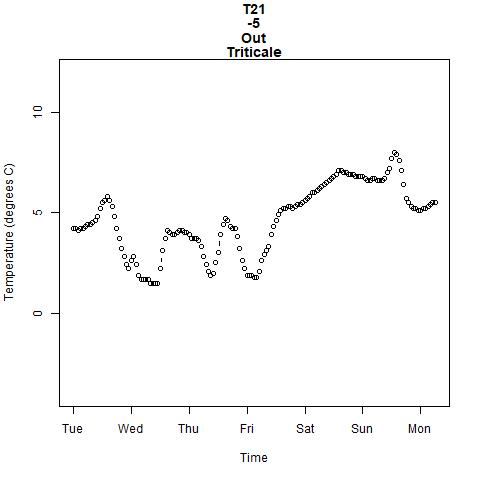 T21
-5
Out
Triticale
Temperature (degrees C)
10
5
0
Tue Wed Thu Fri Sat Sun Mon
Time